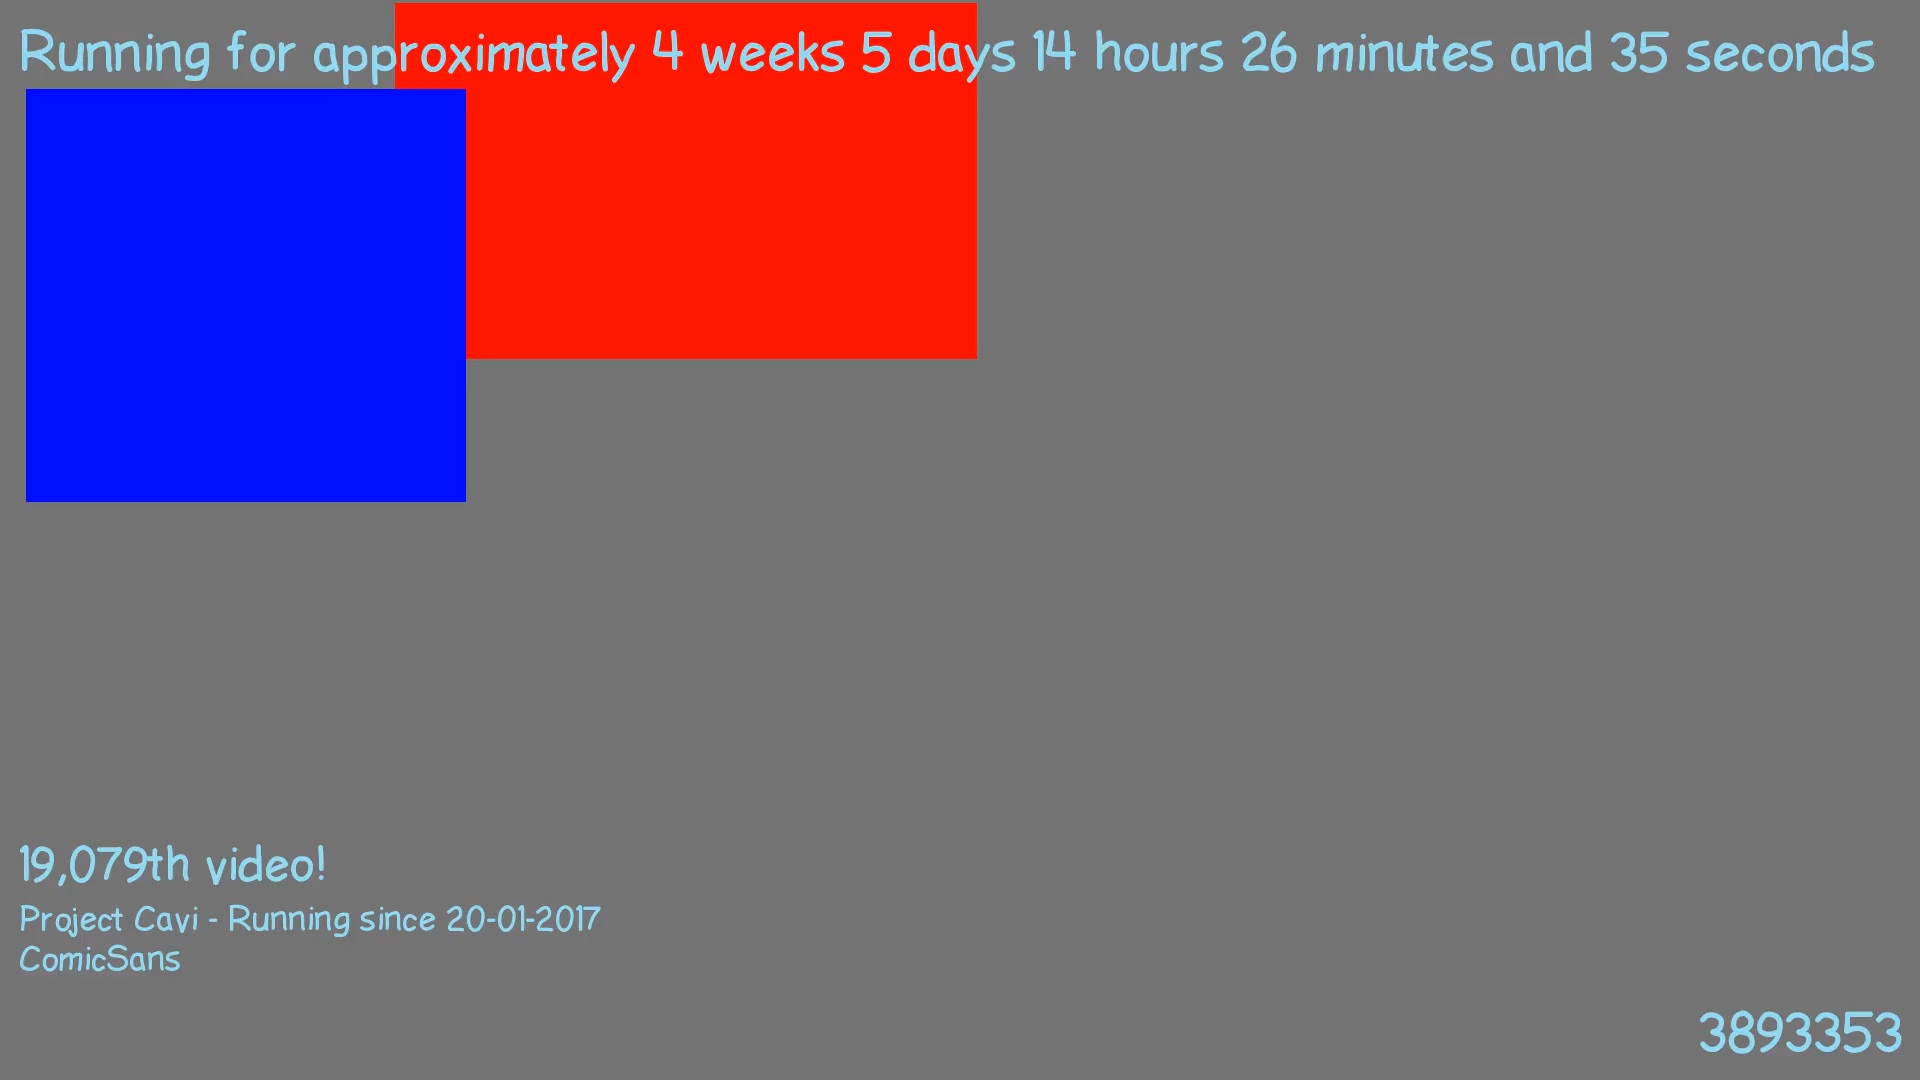 Running for approximately 4 weeks 5 days 14 hours 26 minutes and 35 seconds
19,079th video!
Project Cavi - Running since 20-01-2017
ComicSans
3893353